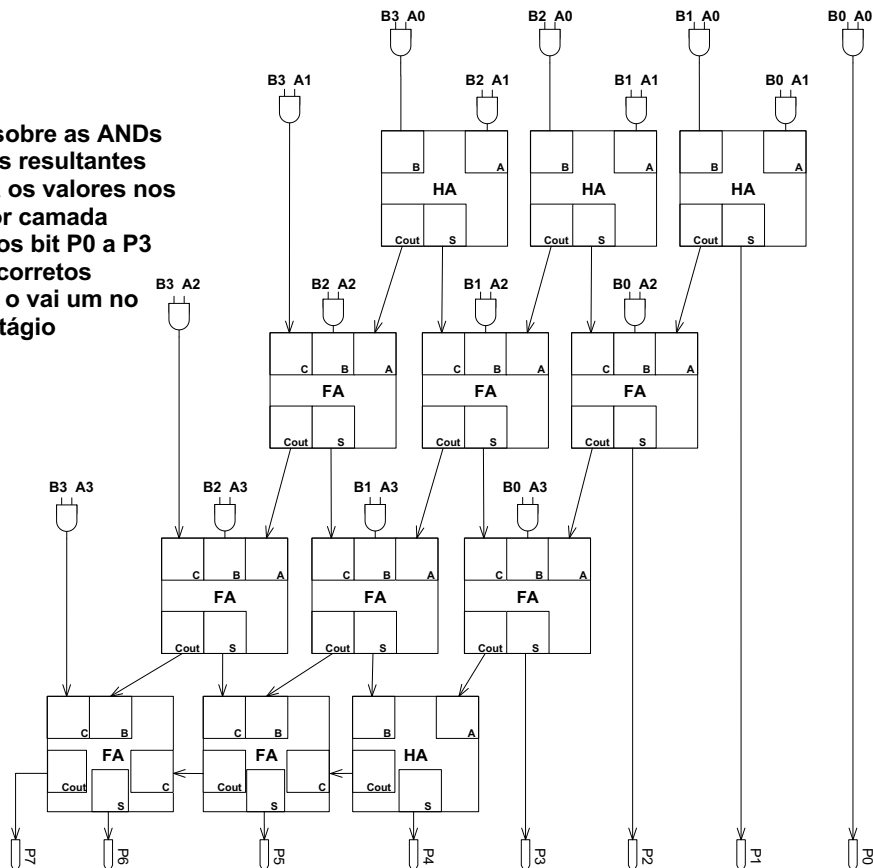 B3 A0 B2 A0 B1 A0 B0 A0
B3 A1 B2 A1 B1 A1 B0 A1
sobre as ANDs
s resultantes
os valores nos
or camada
os bit P0 a P3
corretos
o vai um no
tágio
B A B A B A
HA HA HA
Cout S Cout S Cout S
B3 A2 B2 A2 B1 A2 B0 A2
C B A C B A C B A
FA FA FA
Cout S Cout S Cout S
B3 A3 B2 A3 B1 A3 B0 A3
C B A C B A C B A
FA FA FA
Cout S Cout S Cout S
C B C B B A
FA FA HA
Cout S C Cout S C Cout S
P7 P6 P5 P4 P3 P2 P1 P0